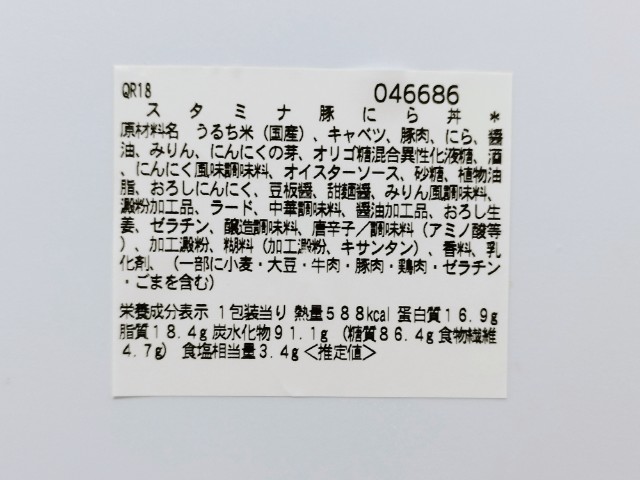 QR18 046686
スタミナ豚にら丼*
原材料名 うるち米(国産)、キャベツ、豚肉、にら、醤
油、みりん、にんにくの芽、オリゴ糖混合異性化液糖、酒
、にんにく風味調味料、オイスターソース、砂糖、植物油
脂、おろしにんにく、豆板醤、甜麺醤、みりん風調味料、
澱粉加工品、ラード、中華調味料、醤油加工品、おろし生
姜、ゼラチン、醸造調味料、唐辛子/調味料(アミノ酸等
)、加工澱粉、糊料(加工澱粉、キサンタン)、香料、乳
化剤、(一部に小麦・大豆・牛肉・豚肉・鶏肉・ゼラチン
・ごまを含む)
栄養成分表示 1包装当り 熱量588kcal 蛋白質16.9g
脂質18.4g 炭水化物91.1g (糖質86.4g 食物繊維
4.7g) 食塩相当量3.4g<推定値>